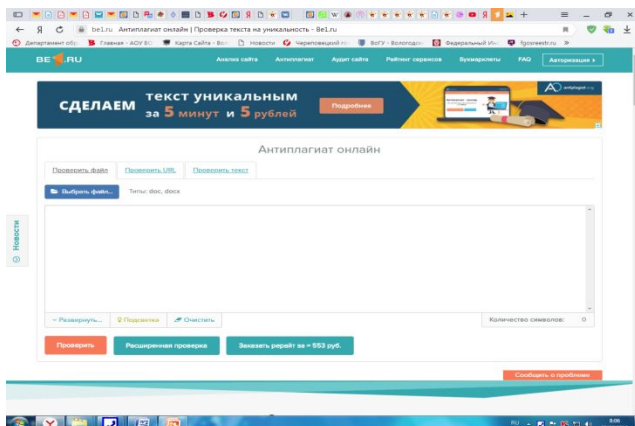 be1.ru Антиплагиат онлайн | Проверка текста на уникальность - Be1.ru
Департамент обр
Главная - АОУ ВО
Карта Сайта - Вол
Новости
Череповецкий го
ВоГУ - Вологодск
Федеральный Инс
fgosreestr.ru
BE1.RU
Анализ сайта
Антиплагиат
Аудит сайта
Рейтинг сервисов
Букмарклеты
FAQ
Авторизация
СДЕЛАЕМ
текст уникальным
за 5 минут и 5 рублей
Подробнее
antiplagiat.org
Антиплагиат онлайн
Проверить файл
Проверить URL
Проверить текст
Выбрать файл...
Типы: doc, docx
Новости
Развернуть...
Подсветка
Очистить
Количество символов: 0
Проверить
Расширенная проверка
Заказать рерайт за ≈ 553 руб.
Сообщить о проблеме
RU